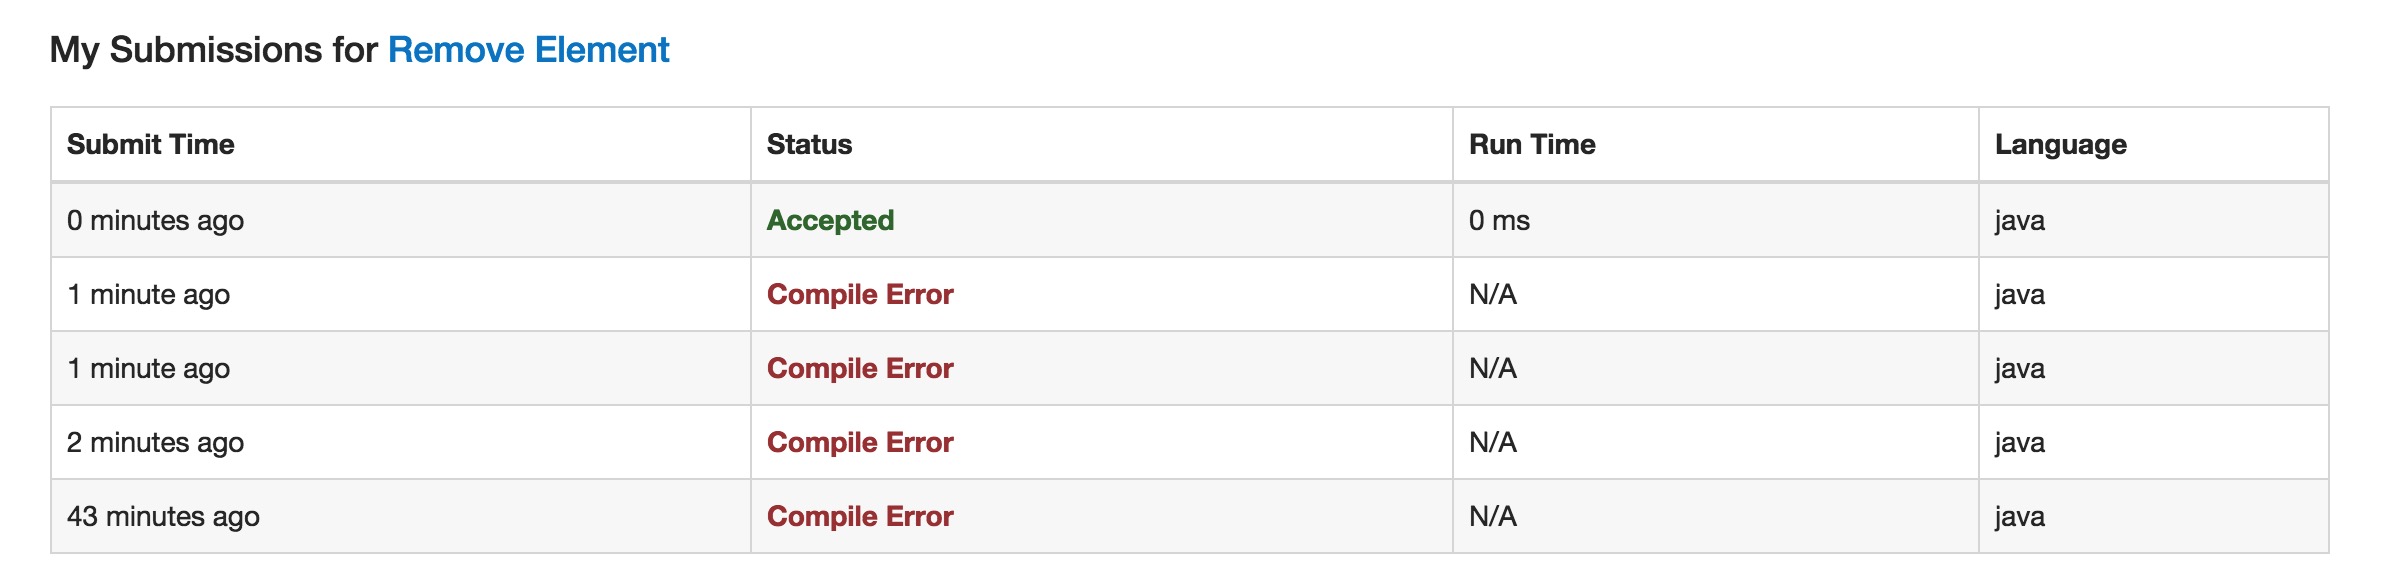 My Submissions for Remove Element
Submit Time Status Run Time Language
0 minutes ago Accepted 0 ms java
1 minute ago Compile Error N/A java
1 minute ago Compile Error N/A java
2 minutes ago Compile Error N/A java
43 minutes ago Compile Error N/A java